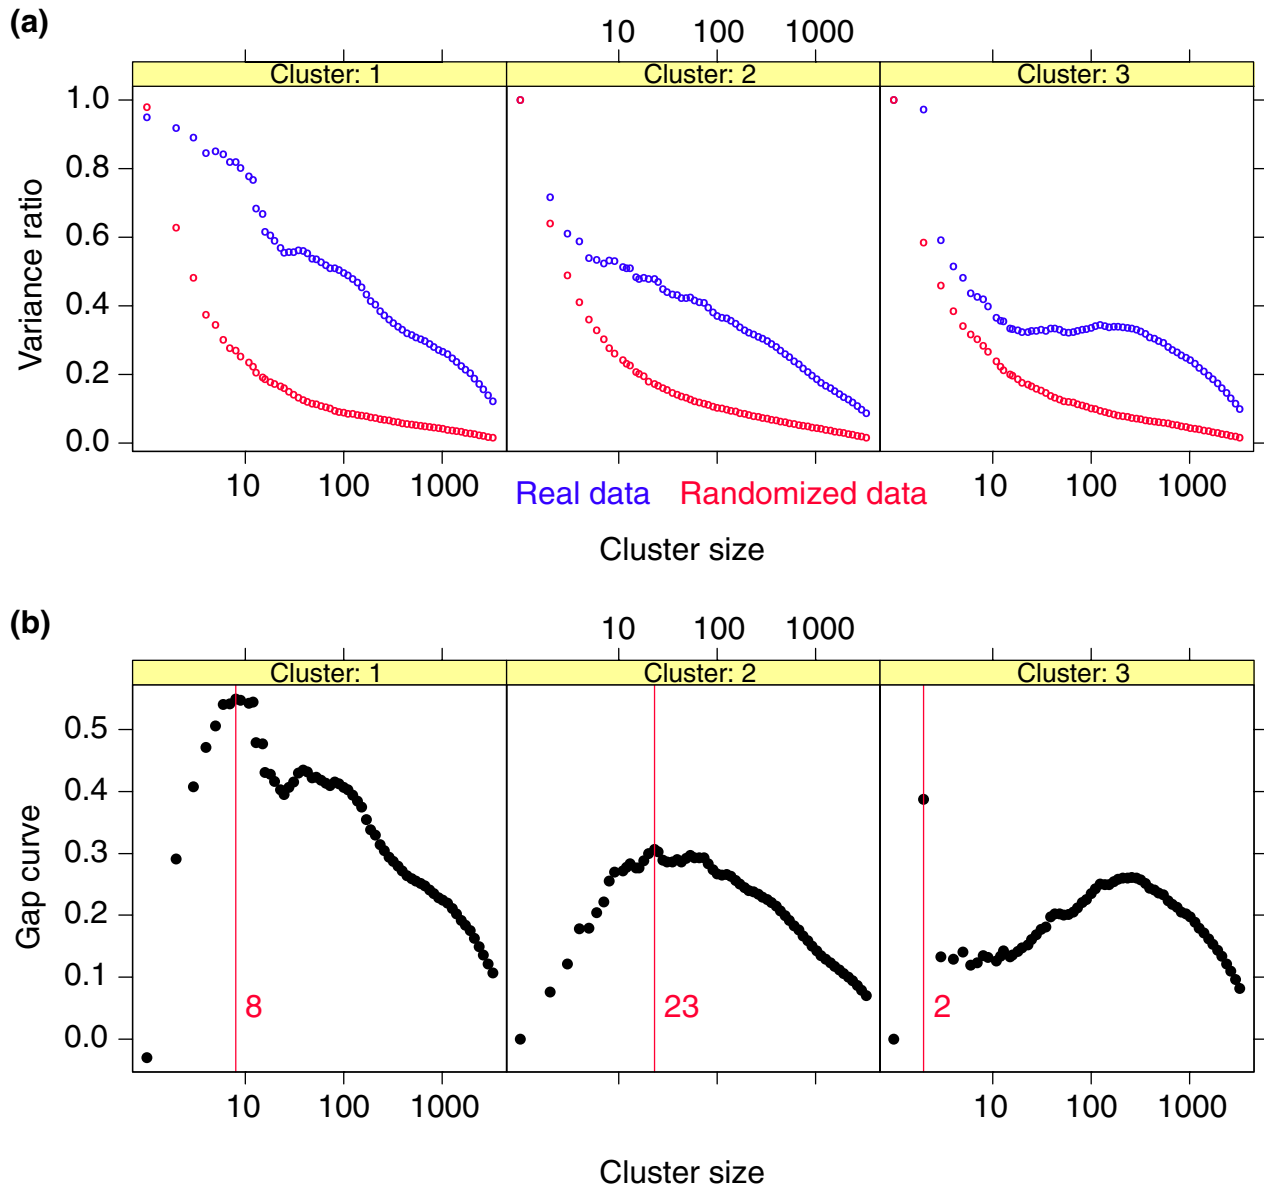 (a)
10 100 1000
Cluster: 1 Cluster: 2 Cluster: 3
1.0
0.8
0.6
0.4
0.2
0.0
Variance ratio
10 100 1000 10 100 1000
Real data Randomized data
Cluster size
(b)
10 100 1000
Cluster: 1 Cluster: 2 Cluster: 3
0.5
0.4
0.3
0.2
0.1
0.0
Gap curve
8 23 2
10 100 1000 10 100 1000
Cluster size